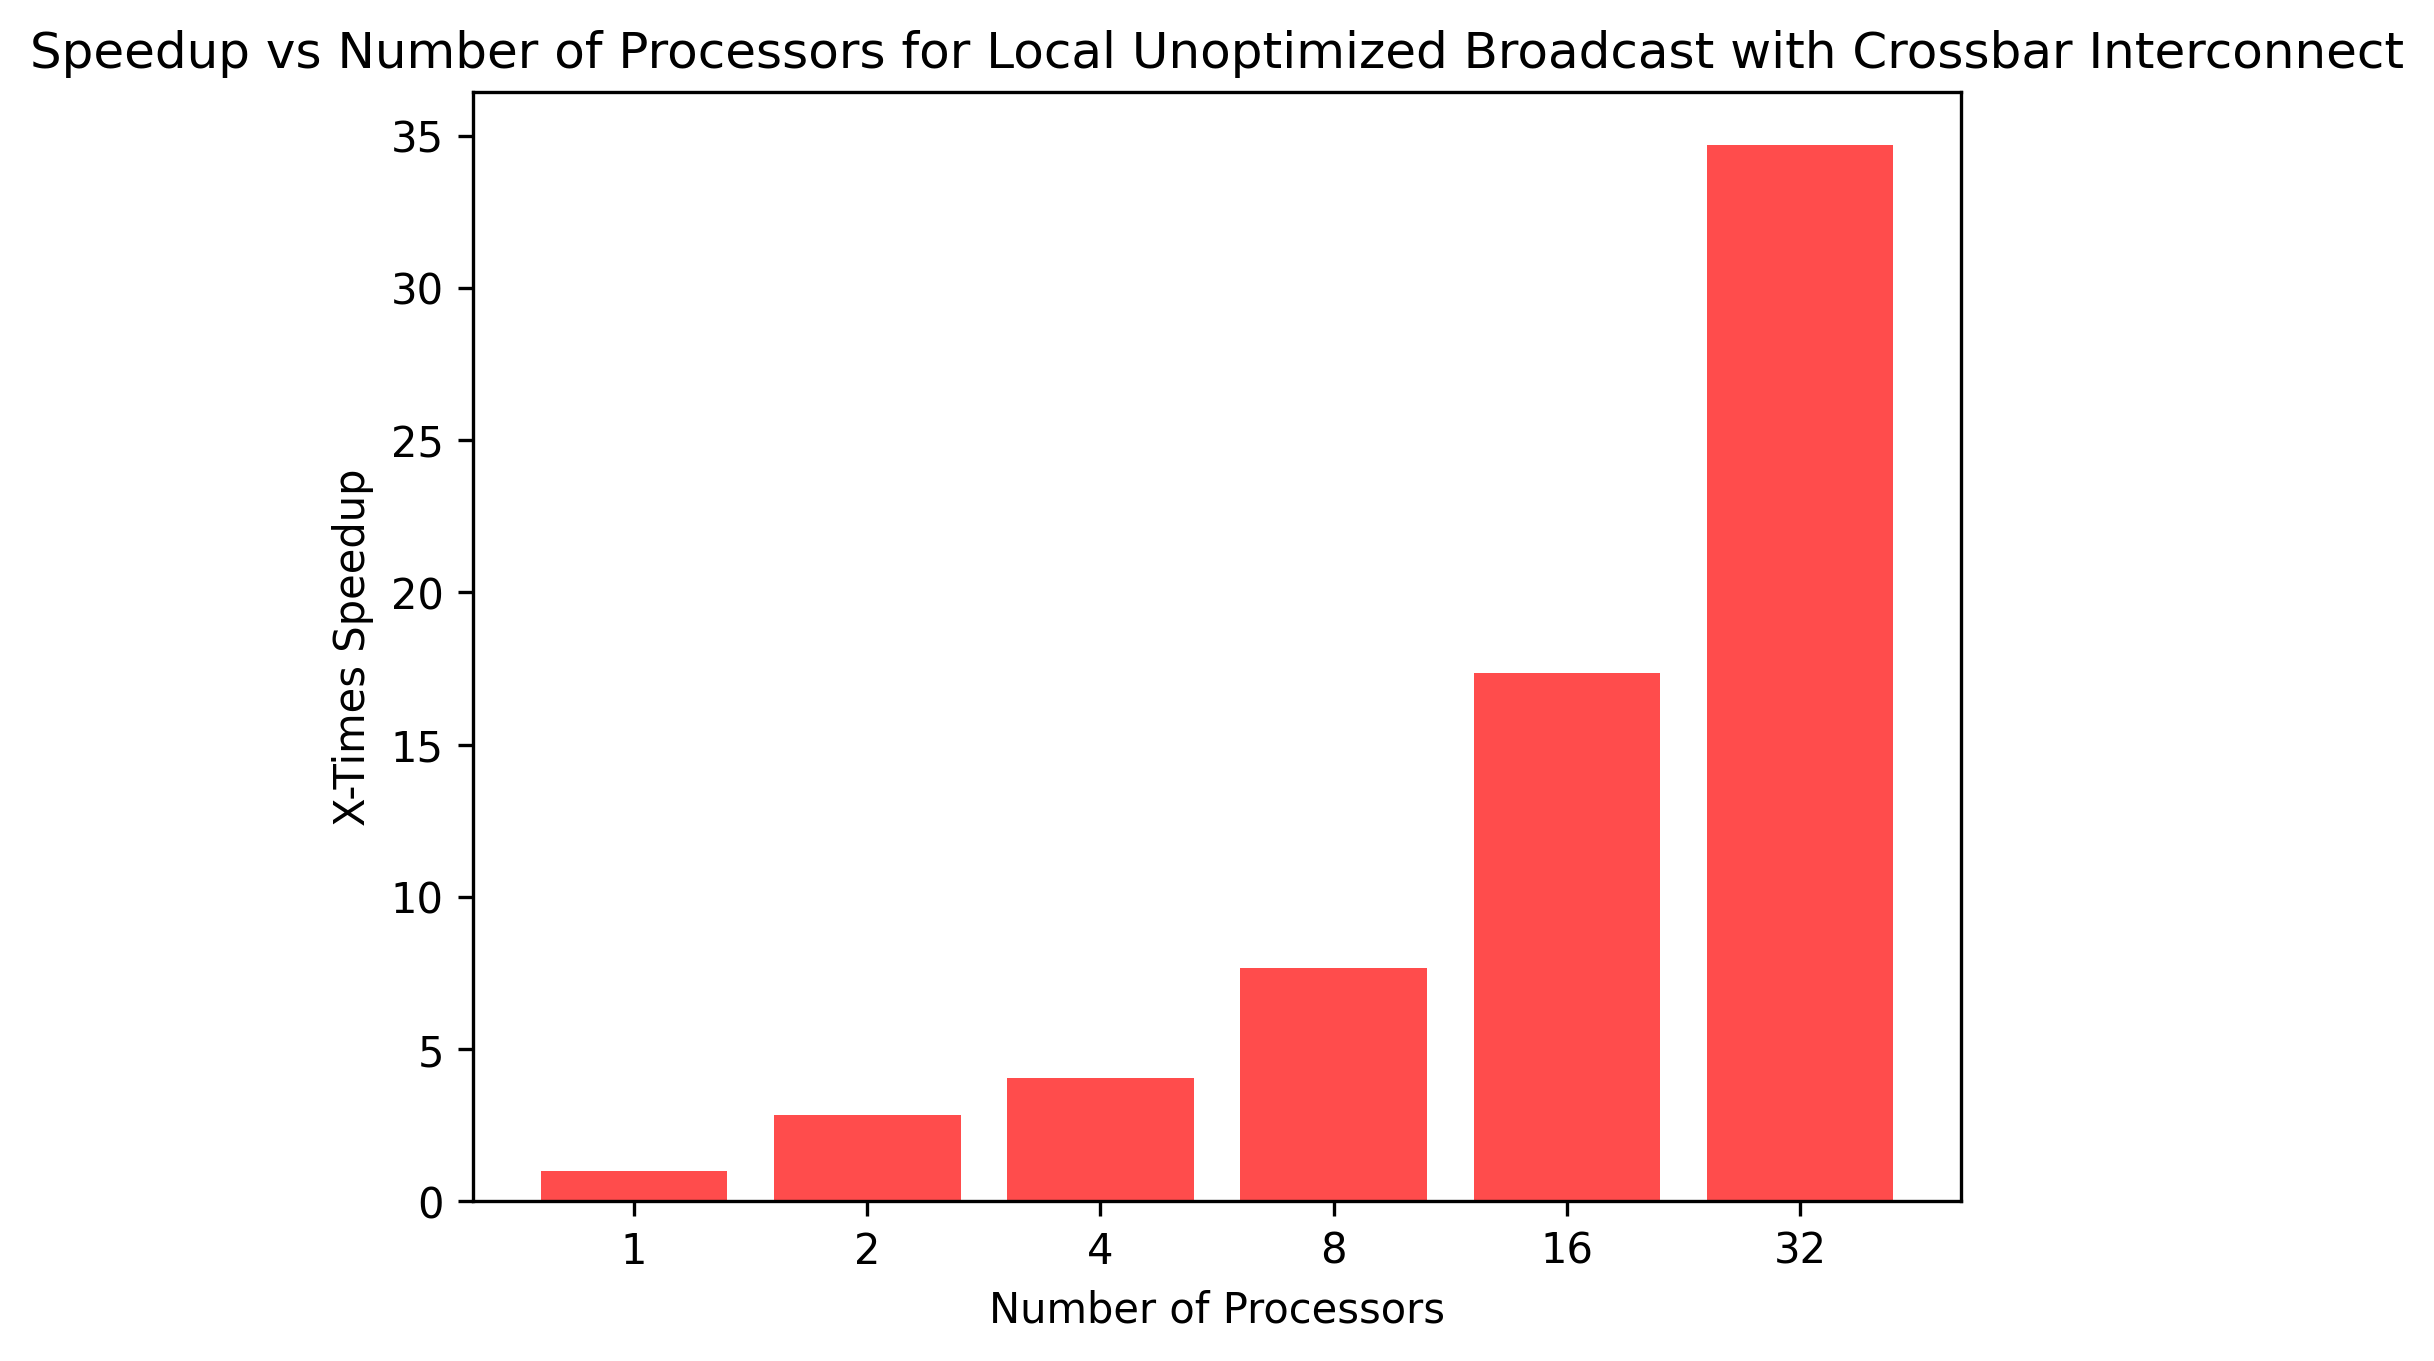 Speedup vs Number of Processors for Local Unoptimized Broadcast with Crossbar Interconnect
35
30
25
20
15
10
5
0
X-Times Speedup
1 2 4 8 16 32
Number of Processors